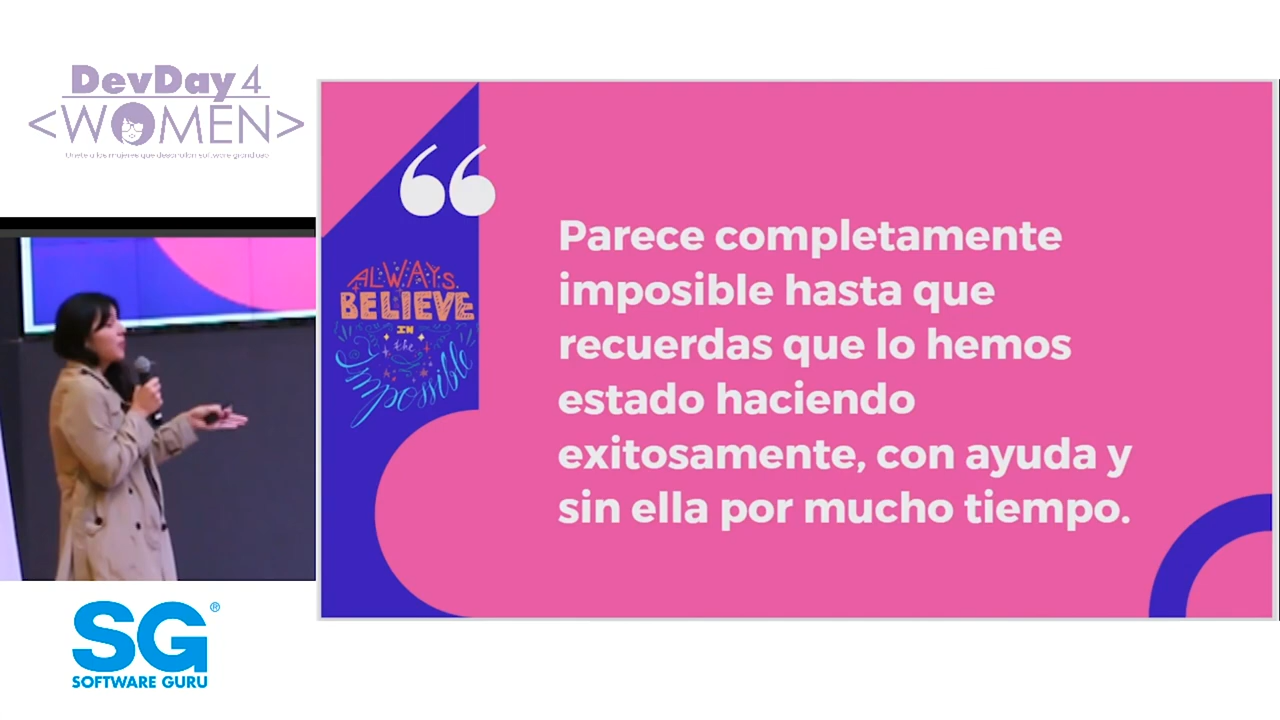 DevDay4
<WOMEN>
SG®
SOFTWARE GURU
ALWAYS
BELIEVE
IN
the
Impossible
“
Parece completamente
imposible hasta que
recuerdas que lo hemos
estado haciendo
exitosamente, con ayuda y
sin ella por mucho tiempo.